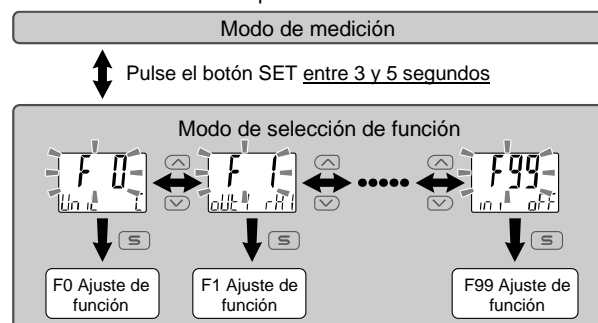 Modo de medición
Pulse el botón SET entre 3 y 5 segundos
Modo de selección de función
F 0 F 1 F99
Unit C oUt1 rAI ini oFF
S S S
F0 Ajuste de función
F1 Ajuste de función
F99 Ajuste de función